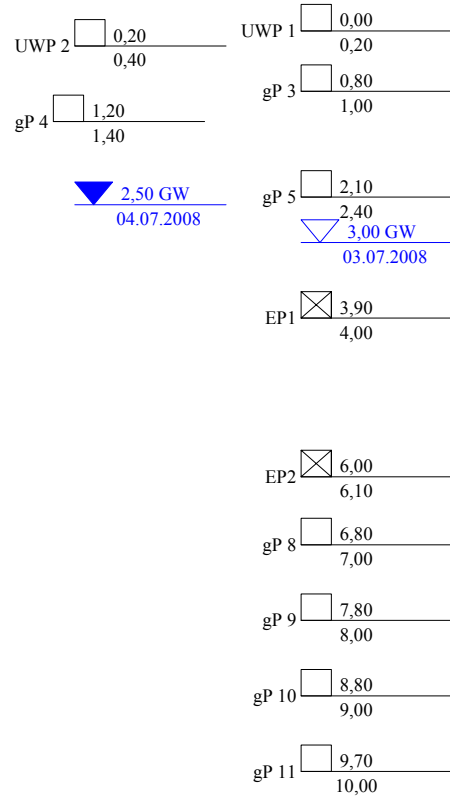 UWP 2 0,20
0,40
UWP 1 0,00
0,20
gP 3 0,80
1,00
gP 4 1,20
1,40
2,50 GW
04.07.2008
gP 5 2,10
2,40
3,00 GW
03.07.2008
EP1 3,90
4,00
EP2 6,00
6,10
gP 8 6,80
7,00
gP 9 7,80
8,00
gP 10 8,80
9,00
gP 11 9,70
10,00